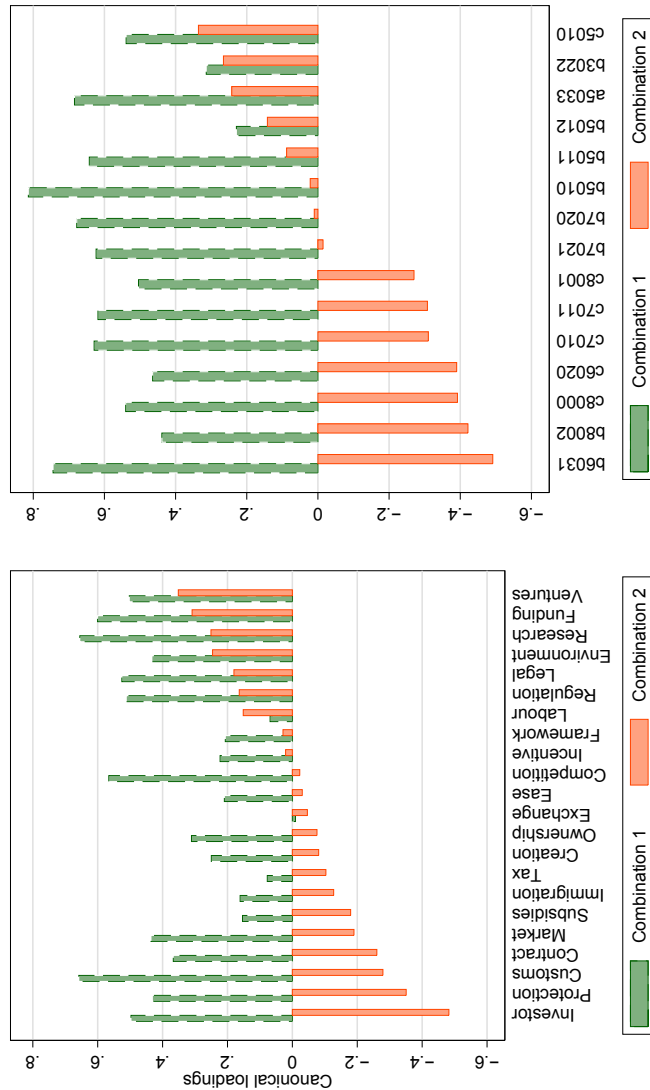 Canonical loadings
.8
.6
.4
.2
0
-.2
-.4
-.6
Investor
Protection
Customs
Contract
Market
Subsidies
Immigration
Tax
Creation
Ownership
Exchange
Ease
Competition
Incentive
Framework
Labour
Regulation
Legal
Environment
Research
Funding
Ventures
Combination 1
Combination 2
.8
.6
.4
.2
0
-.2
-.4
-.6
b6031
b8002
c8000
c6020
c7010
c7011
c8001
b7021
b7020
b5010
b5011
b5012
a5033
b3022
c5010
Combination 1
Combination 2